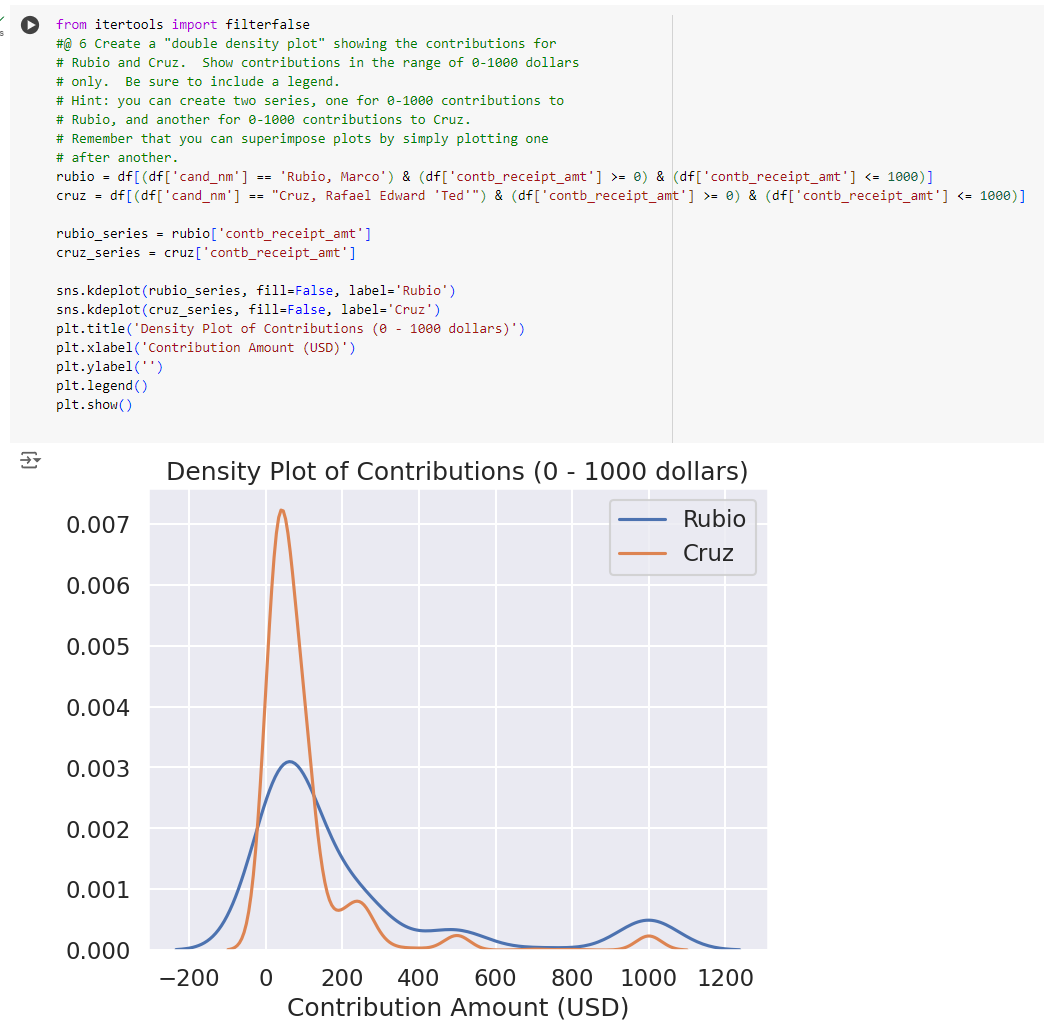 from itertools import filterfalse
#@ 6 Create a "double density plot" showing the contributions for
# Rubio and Cruz.  Show contributions in the range of 0-1000 dollars
# only.  Be sure to include a legend.
# Hint: you can create two series, one for 0-1000 contributions to
# Rubio, and another for 0-1000 contributions to Cruz.
# Remember that you can superimpose plots by simply plotting one
# after another.
rubio = df[(df['cand_nm'] == 'Rubio, Marco') & (df['contb_receipt_amt'] >= 0) & (df['contb_receipt_amt'] <= 1000)]
cruz = df[(df['cand_nm'] == "Cruz, Rafael Edward 'Ted'") & (df['contb_receipt_amt'] >= 0) & (df['contb_receipt_amt'] <= 1000)]
rubio_series = rubio['contb_receipt_amt']
cruz_series = cruz['contb_receipt_amt']
sns.kdeplot(rubio_series, fill=False, label='Rubio')
sns.kdeplot(cruz_series, fill=False, label='Cruz')
plt.title('Density Plot of Contributions (0 - 1000 dollars)')
plt.xlabel('Contribution Amount (USD)')
plt.ylabel('')
plt.legend()
plt.show()
Density Plot of Contributions (0 - 1000 dollars)
Rubio
Cruz
0.007
0.006
0.005
0.004
0.003
0.002
0.001
0.000
−200 0 200 400 600 800 1000 1200
Contribution Amount (USD)